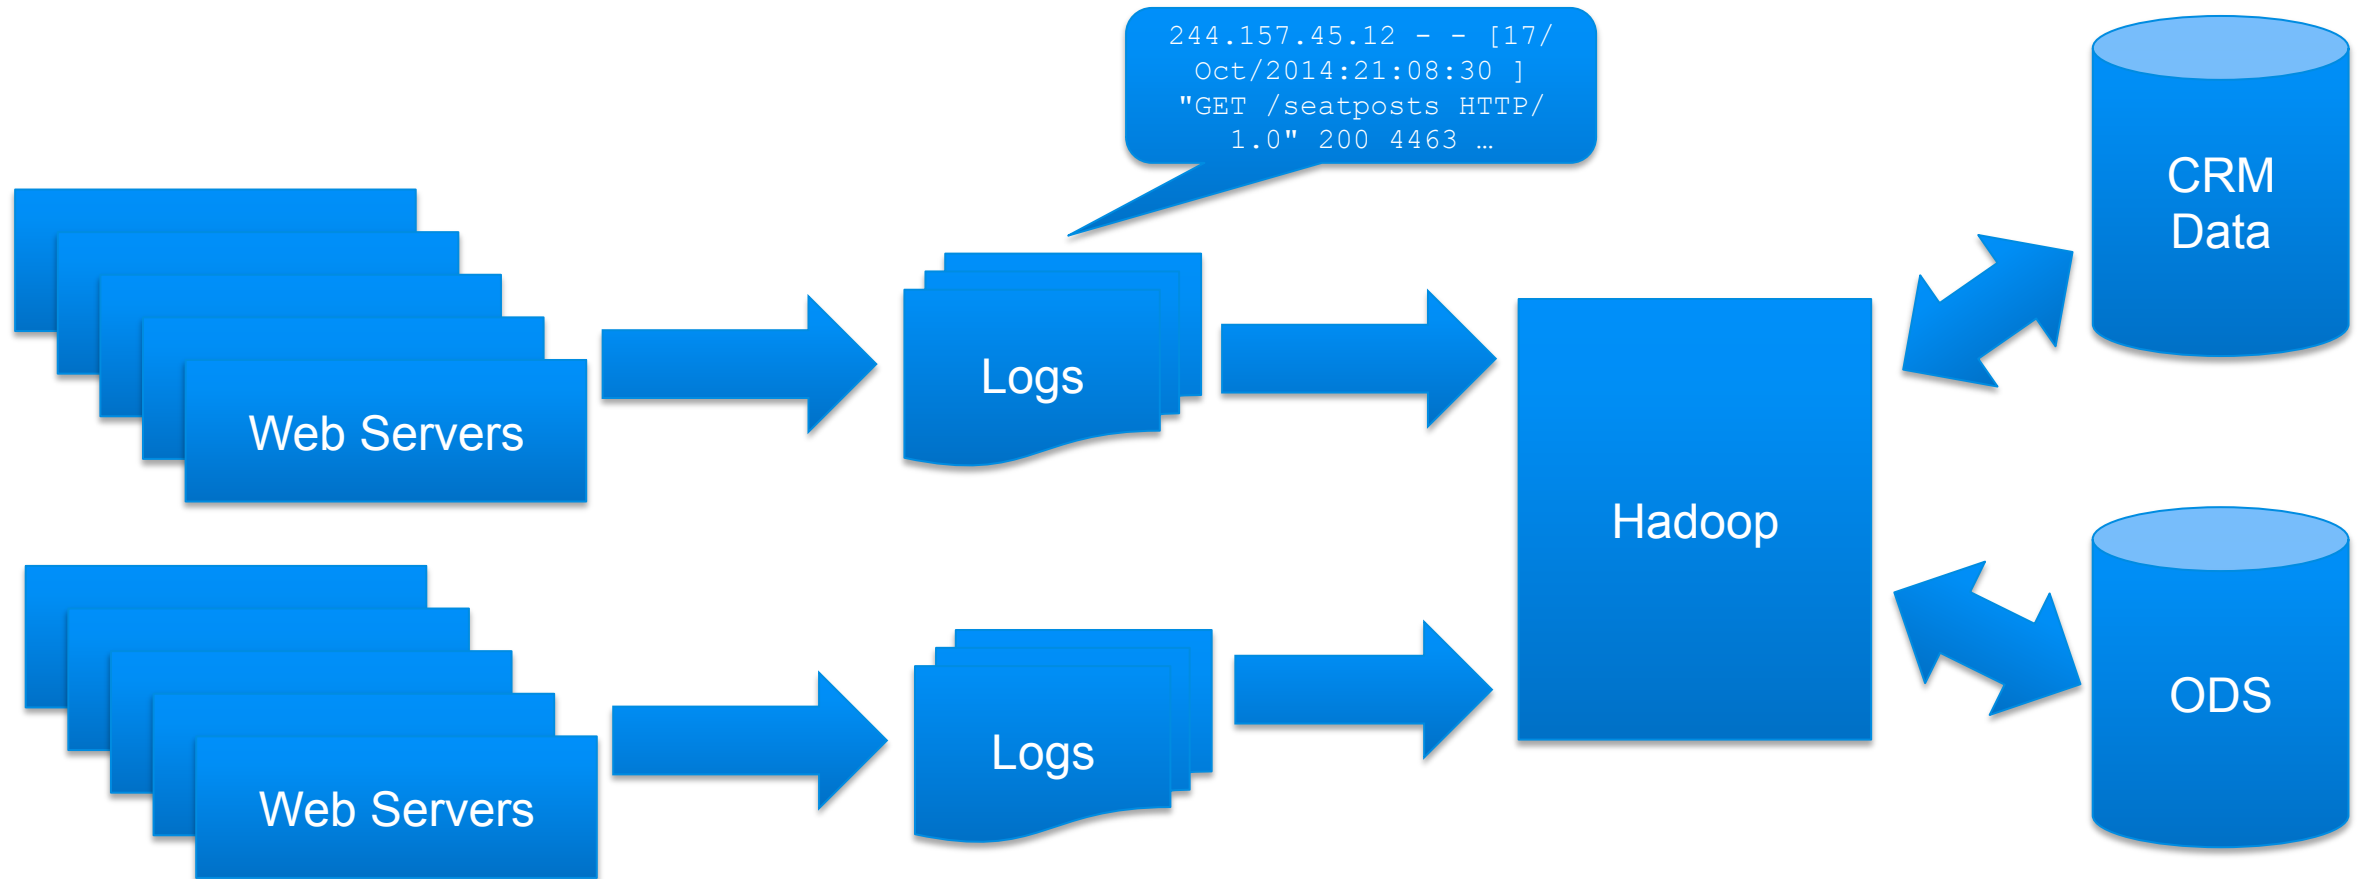 244.157.45.12 - - [17/
Oct/2014:21:08:30 ]
"GET /seatposts HTTP/
1.0" 200 4463 …
CRM
Data
Logs
Web Servers
Hadoop
ODS
Logs
Web Servers